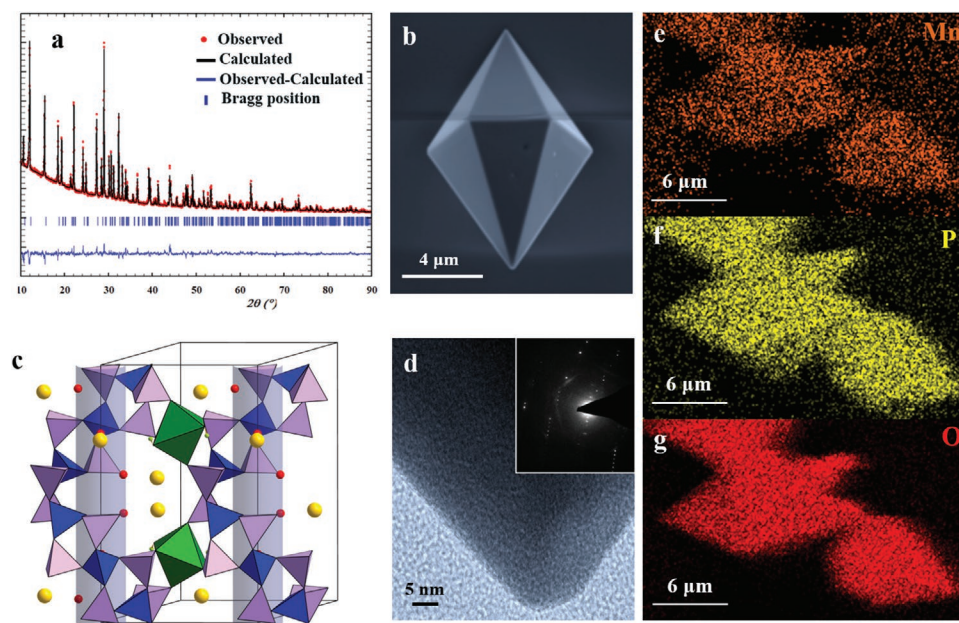 a
Observed
Calculated
Observed-Calculated
Bragg position
10 20 30 40 50 60 70 80 90
2θ (°)
b
4 µm
c
d
5 nm
e
Mn
6 µm
f
P
6 µm
g
O
6 µm